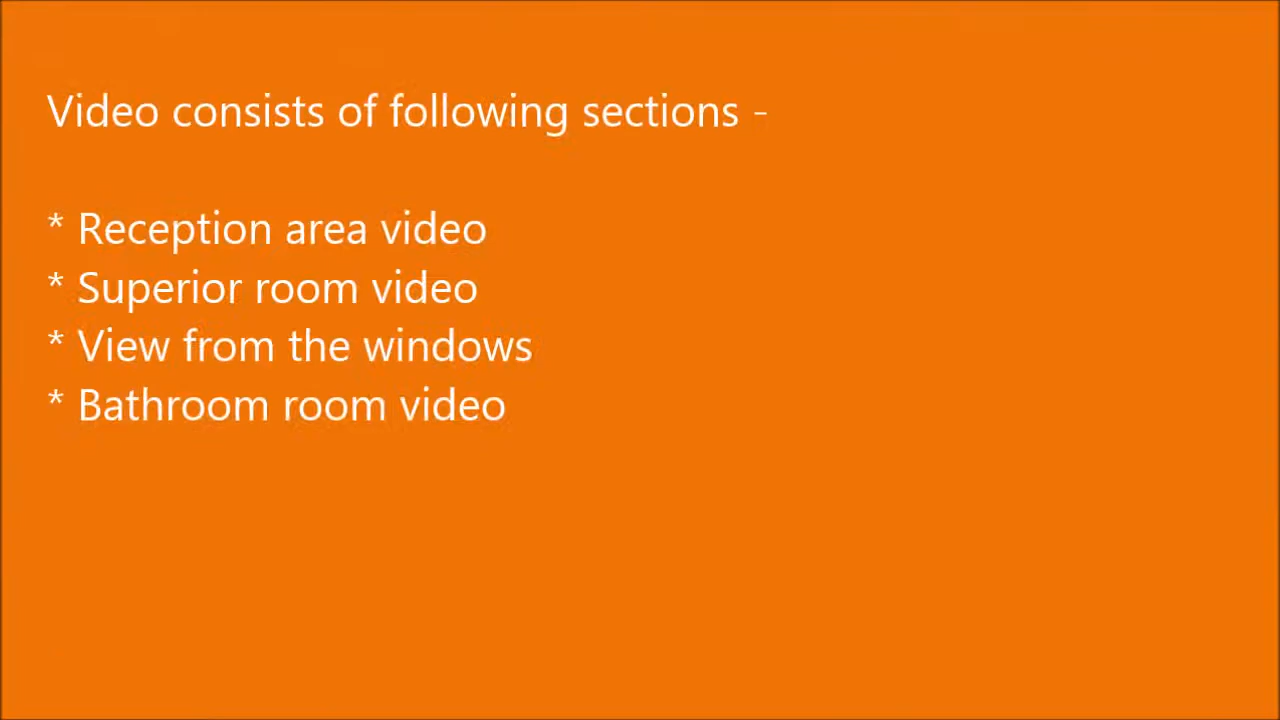 Video consists of following sections -
* Reception area video
* Superior room video
* View from the windows
* Bathroom room video